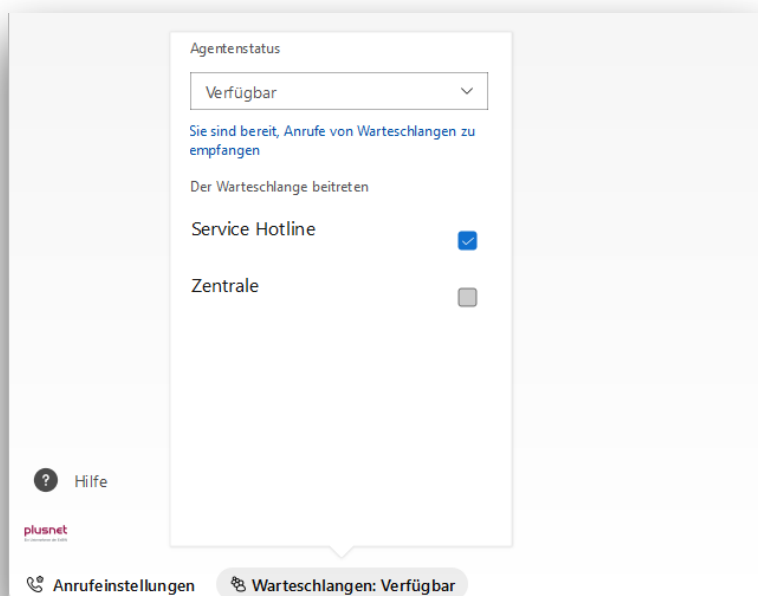 Agentenstatus
Verfügbar
Sie sind bereit, Anrufe von Warteschlangen zu
empfangen
Der Warteschlange beitreten
Service Hotline
Zentrale
? Hilfe
plusnet
Anrufeinstellungen
Warteschlangen: Verfügbar